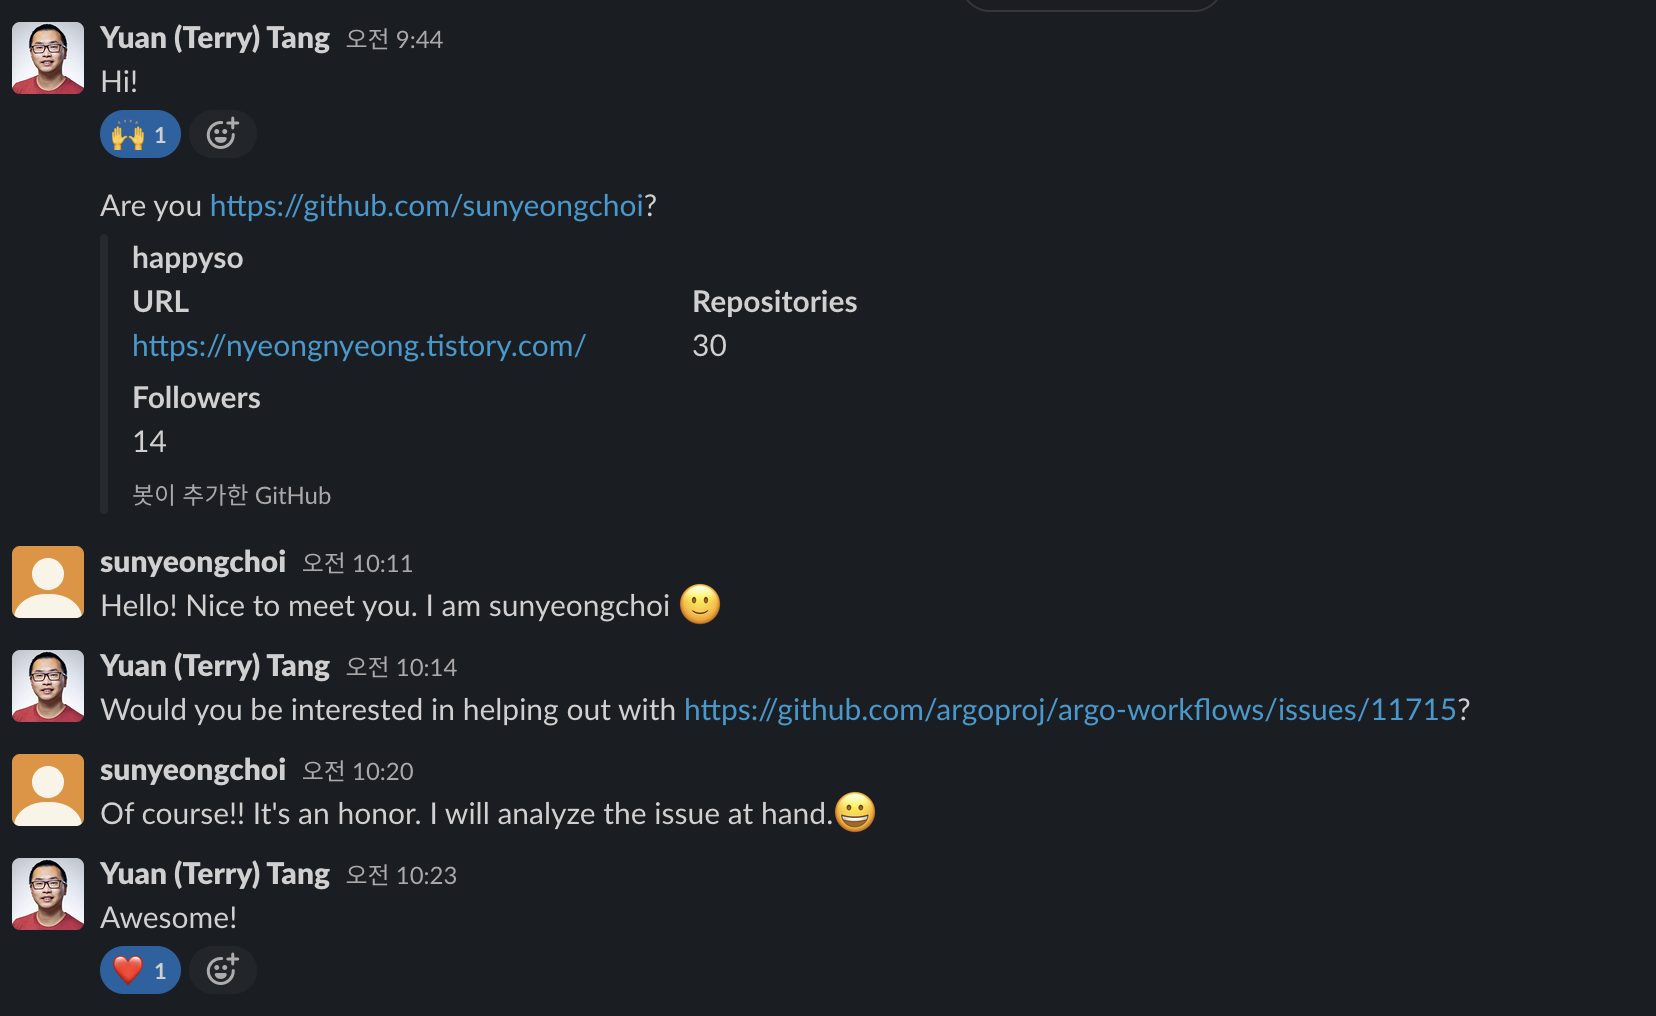 Yuan (Terry) Tang 오전 9:44
Hi!
🙌 1
Are you https://github.com/sunyeongchoi?
happyso
URL Repositories
https://nyeongnyeong.tistory.com/ 30
Followers
14
봇이 추가한 GitHub
sunyeongchoi 오전 10:11
Hello! Nice to meet you. I am sunyeongchoi 🙂
Yuan (Terry) Tang 오전 10:14
Would you be interested in helping out with https://github.com/argoproj/argo-workflows/issues/11715?
sunyeongchoi 오전 10:20
Of course!! It's an honor. I will analyze the issue at hand.😀
Yuan (Terry) Tang 오전 10:23
Awesome!
❤️ 1